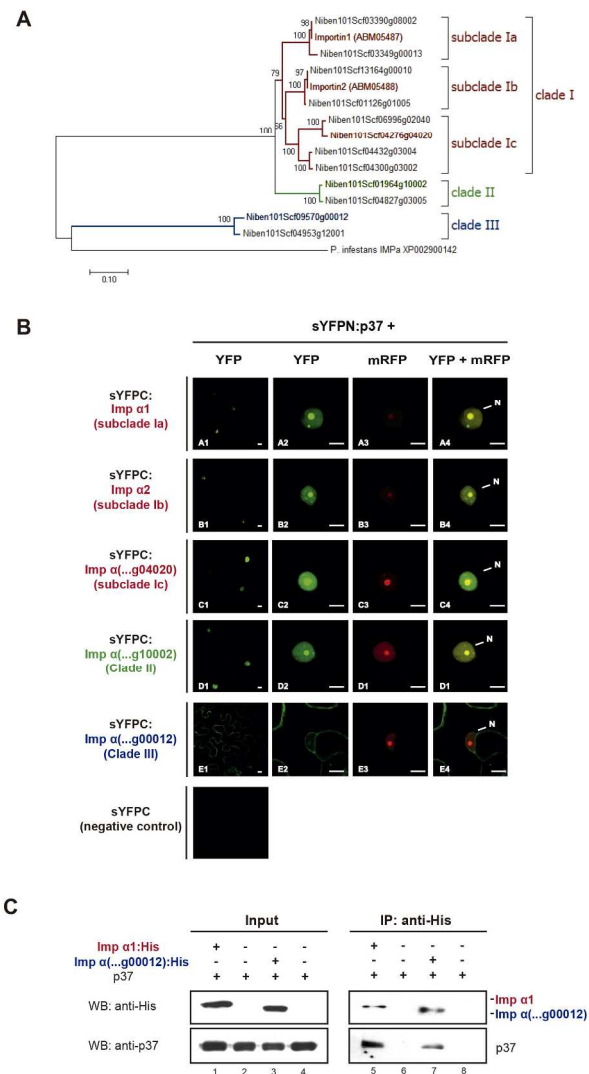 A
Niben101Scf03390g08002
98
Importin1 (ABM05487)
100
Niben101Scf03349g00013
subclade Ia
79
97
Niben101Scf13164g00010
Importin2 (ABM05488)
100
Niben101Scf01126g01005
subclade Ib
clade I
66
100
Niben101Scf06996g02040
Niben101Scf04276g04020
100
Niben101Scf04432g03004
100
Niben101Scf04300g03002
subclade Ic
100
Niben101Scf01964g10002
100
Niben101Scf04827g03005
clade II
Niben101Scf09570g00012
100
Niben101Scf04953g12001
clade III
P. infestans IMPa XP002900142
0.10
B
sYFPN:p37 +
YFP YFP mRFP YFP + mRFP
sYFPC:
Imp α1
(subclade Ia)
A1 A2 A3 A4 N
sYFPC:
Imp α2
(subclade Ib)
B1 B2 B3 B4 N
sYFPC:
Imp α(...g04020)
(subclade Ic)
C1 C2 C3 C4 N
sYFPC:
Imp α(...g10002)
(Clade II)
D1 D2 D1 D1 N
sYFPC:
Imp α(...g00012)
(Clade III)
E1 E2 E3 E4 N
sYFPC
(negative control)
C
Input IP: anti-His
Imp α1:His + - - - + - - -
Imp α(...g00012):His - - + - - - + -
p37 + + + + + + + +
WB: anti-His
-Imp α1
-Imp α(...g00012)
WB: anti-p37
p37
1 2 3 4 5 6 7 8